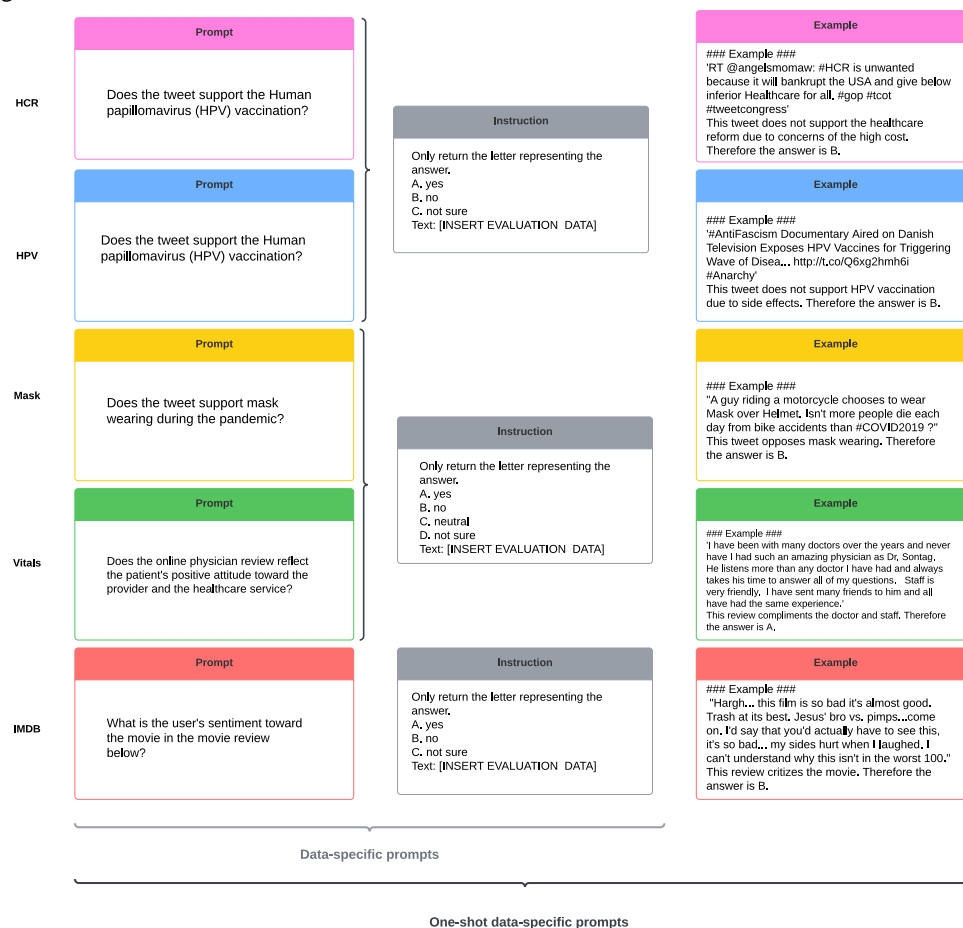 Prompt
HCR
Does the tweet support the Human
papillomavirus (HPV) vaccination?
Prompt
HPV
Does the tweet support the Human
papillomavirus (HPV) vaccination?
Instruction
Only return the letter representing the
answer.
A. yes
B. no
C. not sure
Text: [INSERT EVALUATION DATA]
Example
### Example ###
'RT @angelsmomaw: #HCR is unwanted
because it will bankrupt the USA and give below
inferior Healthcare for all. #gop #tcot
#tweetcongress'
This tweet does not support the healthcare
reform due to concerns of the high cost.
Therefore the answer is B.
Example
### Example ###
'#AntiFascism Documentary Aired on Danish
Television Exposes HPV Vaccines for Triggering
Wave of Disea... http://t.co/Q6xg2hmh6i
#Anarchy'
This tweet does not support HPV vaccination
due to side effects. Therefore the answer is B.
Prompt
Mask
Does the tweet support mask
wearing during the pandemic?
Prompt
Vitals
Does the online physician review reflect
the patient's positive attitude toward the
provider and the healthcare service?
Instruction
Only return the letter representing the
answer.
A. yes
B. no
C. neutral
D. not sure
Text: [INSERT EVALUATION DATA]
Example
### Example ###
"A guy riding a motorcycle chooses to wear
Mask over Helmet. Isn't more people die each
day from bike accidents than #COVID2019 ?"
This tweet opposes mask wearing. Therefore
the answer is B.
Example
### Example ###
'I have been with many doctors over the years and never
have I had such an amazing physician as Dr, Sontag,
He listens more than any doctor I have had and always
takes his time to answer all of my questions. Staff is
very friendly. I have sent many friends to him and all
have had the same experience.'
This review compliments the doctor and staff. Therefore
the answer is A.
Prompt
IMDB
What is the user's sentiment toward
the movie in the movie review
below?
Instruction
Only return the letter representing the
answer.
A. yes
B. no
C. not sure
Text: [INSERT EVALUATION DATA]
Example
### Example ###
"Hargh... this film is so bad it's almost good.
Trash at its best. Jesus' bro vs. pimps...come
on. I'd say that you'd actually have to see this,
it's so bad... my sides hurt when I laughed. I
can't understand why this isn't in the worst 100."
This review critizes the movie. Therefore the
answer is B.
Data-specific prompts
One-shot data-specific prompts